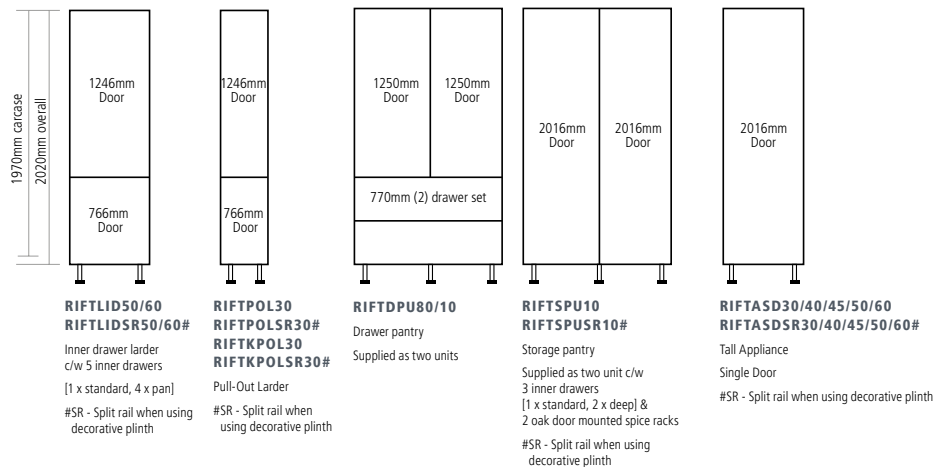 1970mm carcase
2020mm overall
1246mm
Door
766mm
Door
1246mm
Door
766mm
Door
1250mm
Door
1250mm
Door
770mm (2) drawer set
2016mm
Door
2016mm
Door
2016mm
Door
RIFTLID50/60
RIFTLIDSR50/60#
Inner drawer larder
c/w 5 inner drawers
[1 x standard, 4 x pan]
#SR - Split rail when using
decorative plinth
RIFTPOL30
RIFTPOLSR30#
RIFTKPOL30
RIFTKPOLSR30#
Pull-Out Larder
#SR - Split rail when
using decorative plinth
RIFTDPU80/10
Drawer pantry
Supplied as two units
RIFTSPU10
RIFTSPUSR10#
Storage pantry
Supplied as two unit c/w
3 inner drawers
[1 x standard, 2 x deep] &
2 oak door mounted spice racks
#SR - Split rail when using
decorative plinth
RIFTASD30/40/45/50/60
RIFTASDSR30/40/45/50/60#
Tall Appliance
Single Door
#SR - Split rail when using decorative plinth